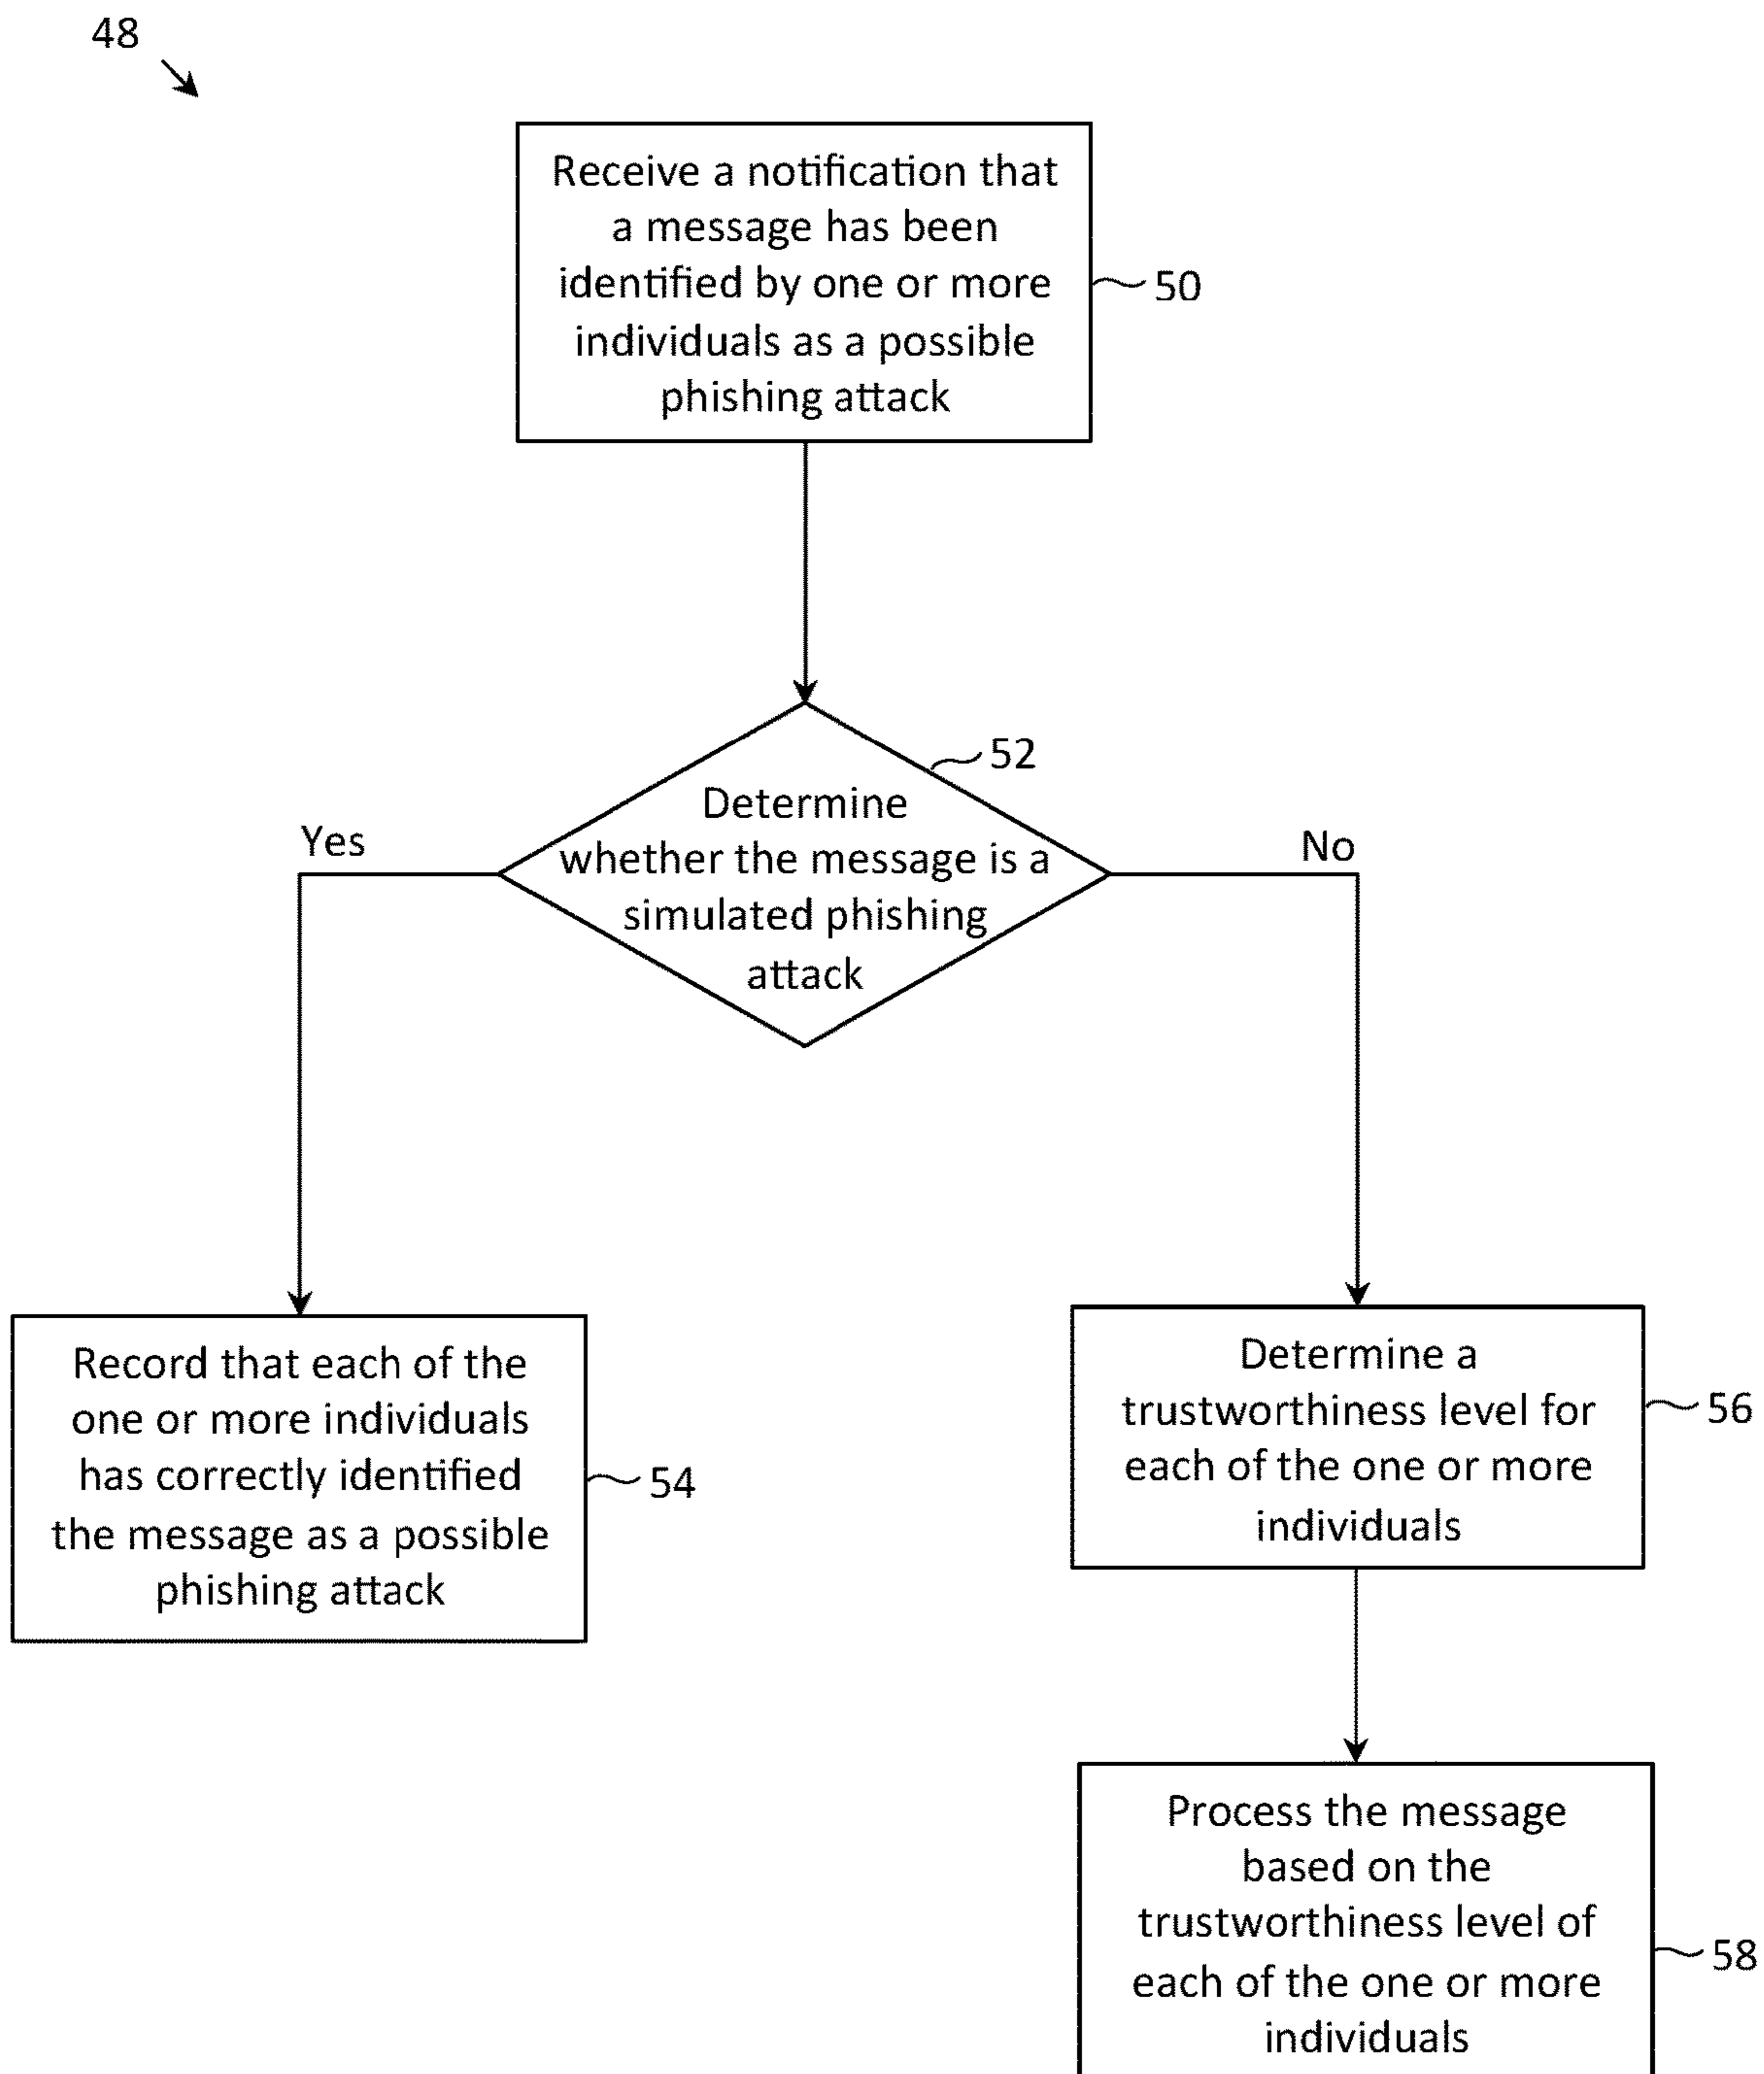 48
Receive a notification that
a message has been
identified by one or more
individuals as a possible
phishing attack
50
52
Determine
whether the message is a
simulated phishing
attack
Yes
No
Record that each of the
one or more individuals
has correctly identified
the message as a possible
phishing attack
54
Determine a
trustworthiness level for
each of the one or more
individuals
56
Process the message
based on the
trustworthiness level of
each of the one or more
individuals
58